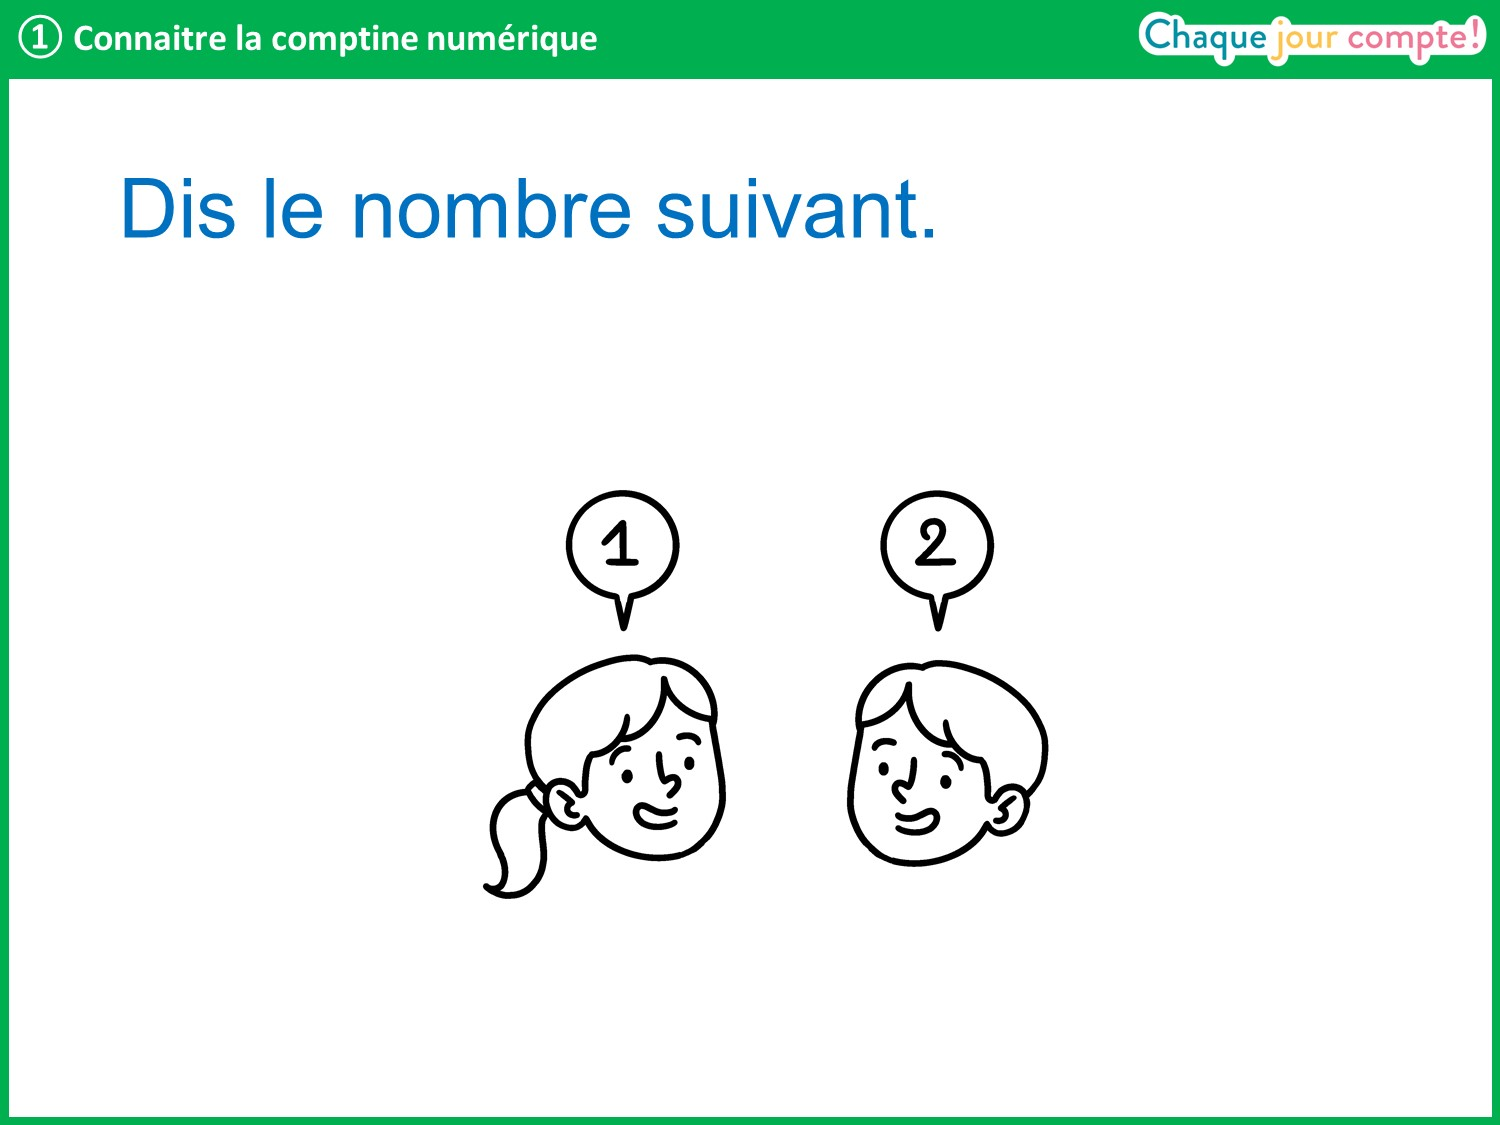 ① Connaitre la comptine numérique
Chaque jour compte!
Dis le nombre suivant.
1 2